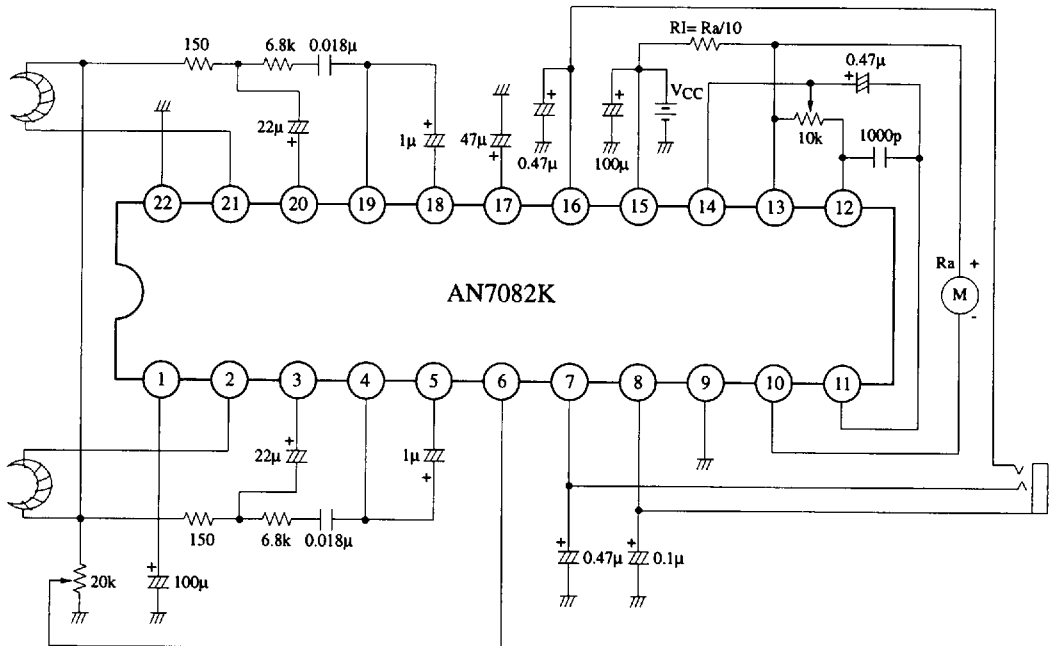 RI= Ra/10
150
6.8k
0.018μ
0.47μ
+
+
+
VCC
22μ
+
+
1μ
47μ
+
0.47μ
100μ
10k
1000p
22
21
20
19
18
17
16
15
14
13
12
Ra
+
M
-
AN7082K
1
2
3
4
5
6
7
8
9
10
11
+
22μ
1μ
+
150
6.8k
0.018μ
20k
+
100μ
+
0.47μ
+
0.1μ